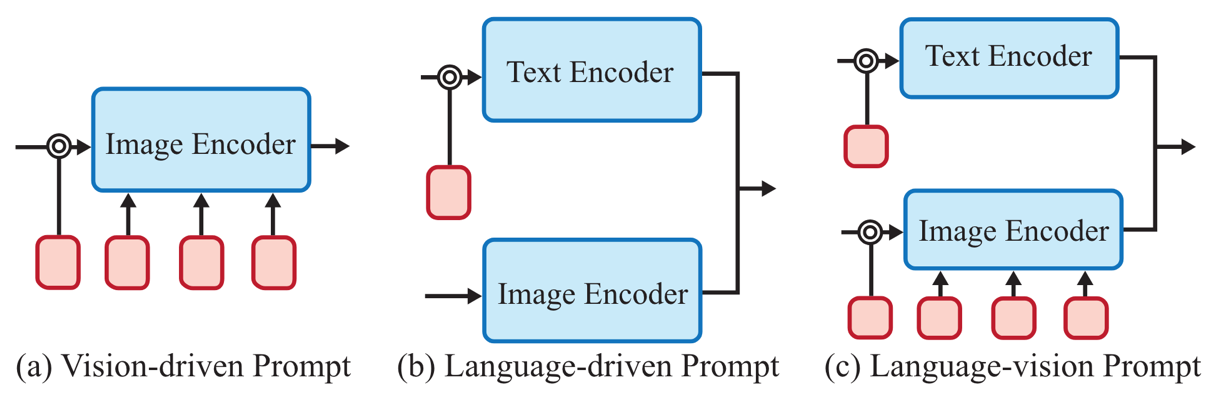 Image Encoder
(a) Vision-driven Prompt
Text Encoder
Image Encoder
(b) Language-driven Prompt
Text Encoder
Image Encoder
(c) Language-vision Prompt